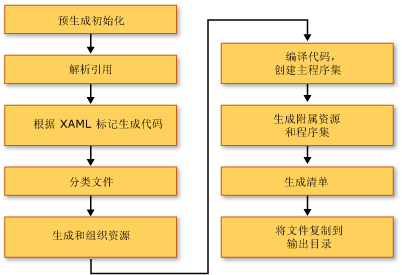 预生成初始化
解析引用
根据 XAML 标记生成代码
分类文件
生成和组织资源
编译代码，
创建主程序集
生成附属资源
和程序集
生成清单
将文件复制到
输出目录